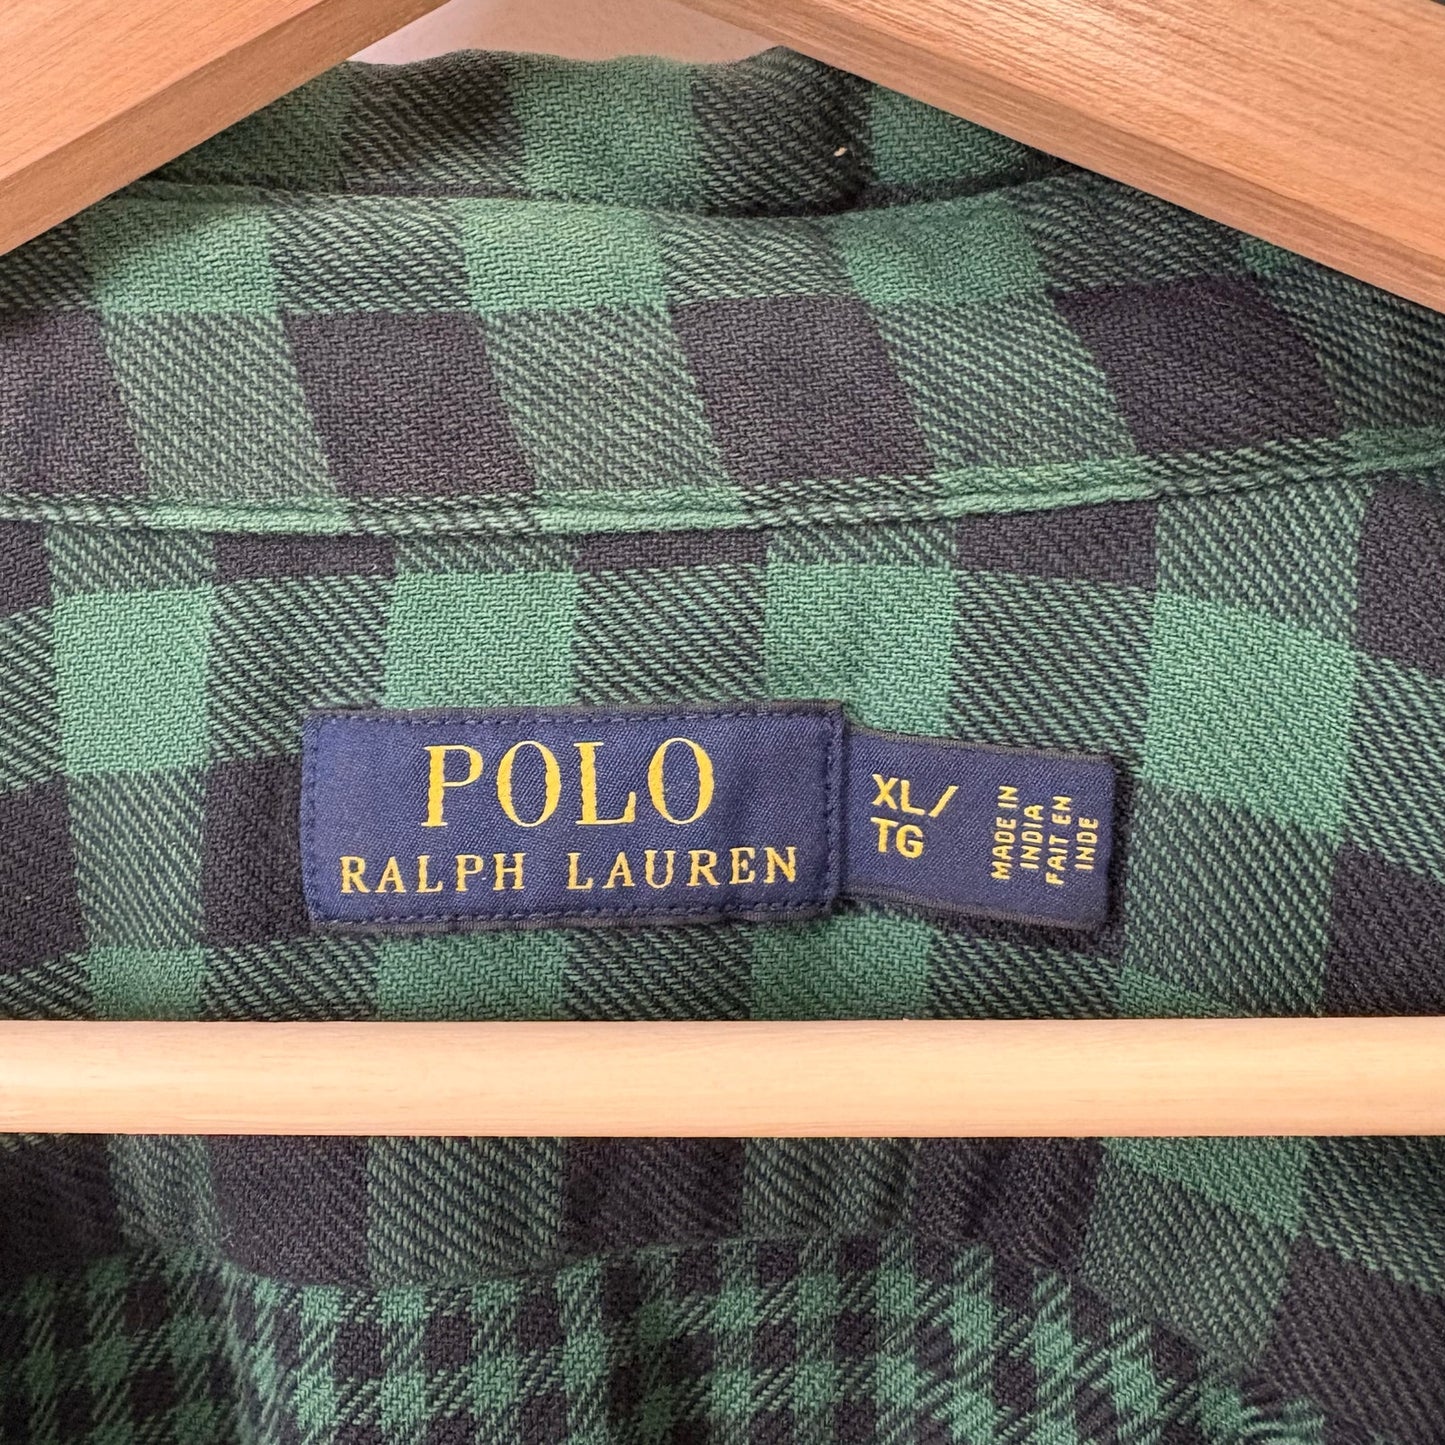 POLO
RALPH LAUREN
XL/
TG
MADE IN
INDIA
FAIT EN
INDE